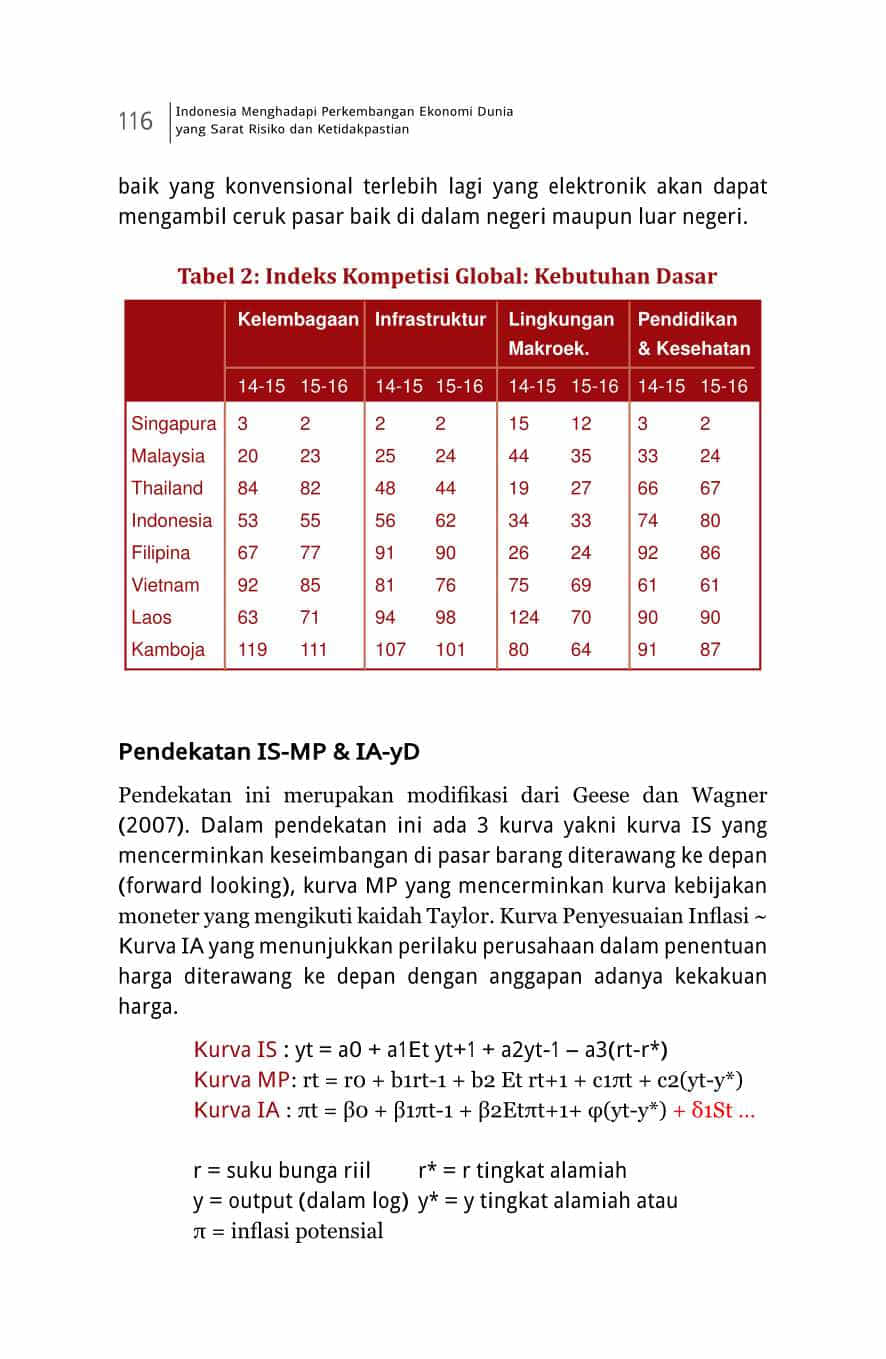 116
Indonesia Menghadapi Perkembangan Ekonomi Dunia
yang Sarat Risiko dan Ketidakpastian
baik yang konvensional terlebih lagi yang elektronik akan dapat
mengambil ceruk pasar baik di dalam negeri maupun luar negeri.
Tabel 2: Indeks Kompetisi Global: Kebutuhan Dasar
Kelembagaan Infrastruktur Lingkungan Pendidikan
Makroek. & Kesehatan
14-15 15-16 14-15 15-16 14-15 15-16 14-15 15-16
Singapura 3 2 2 2 15 12 3 2
Malaysia 20 23 25 24 44 35 33 24
Thailand 84 82 48 44 19 27 66 67
Indonesia 53 55 56 62 34 33 74 80
Filipina 67 77 91 90 26 24 92 86
Vietnam 92 85 81 76 75 69 61 61
Laos 63 71 94 98 124 70 90 90
Kamboja 119 111 107 101 80 64 91 87
Pendekatan IS-MP & IA-yD
Pendekatan ini merupakan modifikasi dari Geese dan Wagner
(2007). Dalam pendekatan ini ada 3 kurva yakni kurva IS yang
mencerminkan keseimbangan di pasar barang diterawang ke depan
(forward looking), kurva MP yang mencerminkan kurva kebijakan
moneter yang mengikuti kaidah Taylor. Kurva Penyesuaian Inflasi ~
Kurva IA yang menunjukkan perilaku perusahaan dalam penentuan
harga diterawang ke depan dengan anggapan adanya kekakuan
harga.
Kurva IS : yt = a0 + a1Et yt+1 + a2yt-1 – a3(rt-r*)
Kurva MP: rt = r0 + b1rt-1 + b2 Et rt+1 + c1πt + c2(yt-y*)
Kurva IA : πt = β0 + β1πt-1 + β2Etπt+1+ φ(yt-y*) + δ1St ...
r = suku bunga riil r* = r tingkat alamiah
y = output (dalam log) y* = y tingkat alamiah atau
π = inflasi potensial